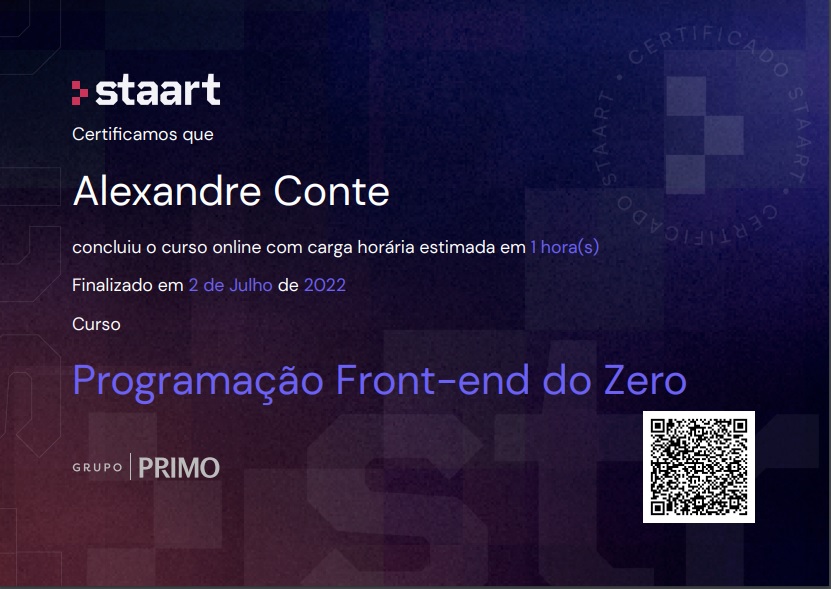 staart
Certificamos que
Alexandre Conte
concluiu o curso online com carga horária estimada em 1 hora(s)
Finalizado em 2 de Julho de 2022
Curso
Programação Front-end do Zero
GRUPO PRIMO
CERTIFICADO STAART • CERTIFICADO STAART •